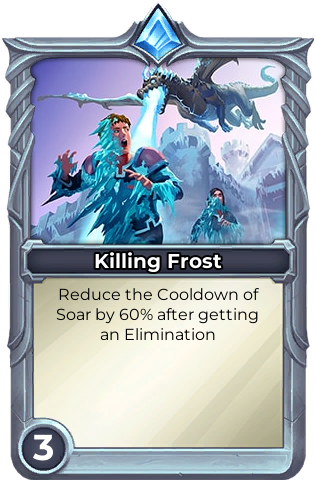 Killing Frost
Reduce the Cooldown of
Soar by 60% after getting
an Elimination
3